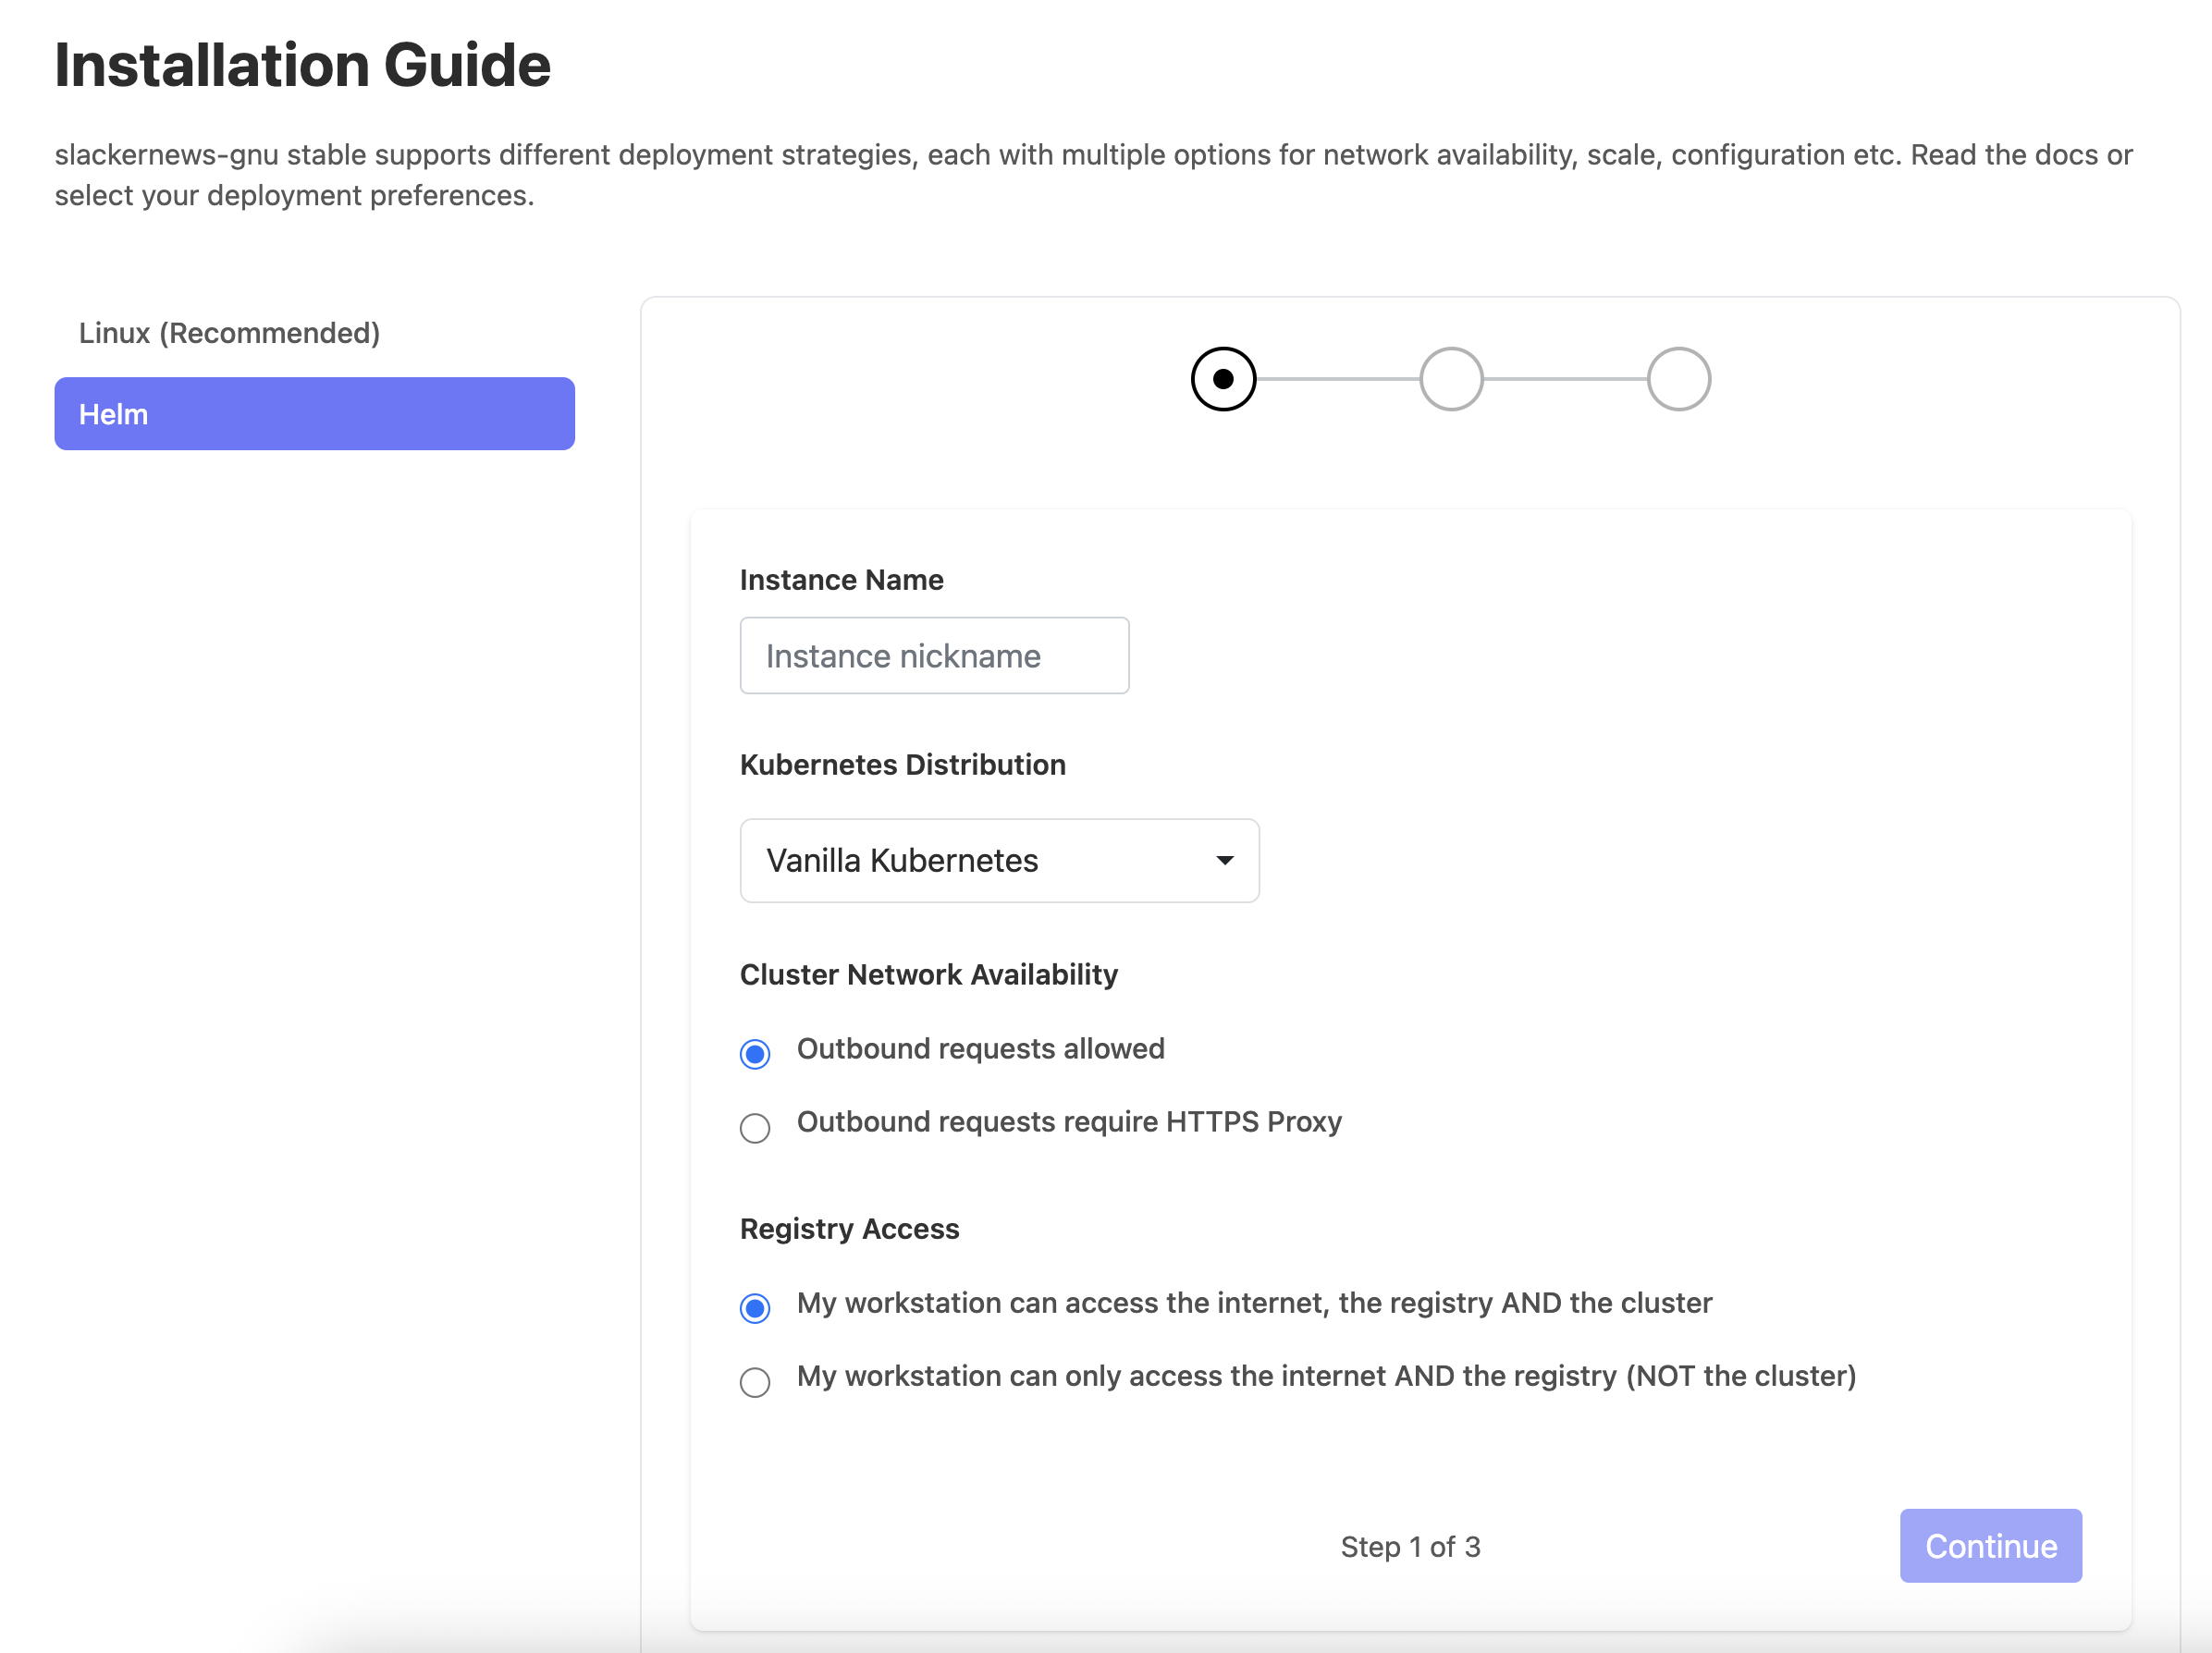 Installation Guide
slackernews-gnu stable supports different deployment strategies, each with multiple options for network availability, scale, configuration etc. Read the docs or
select your deployment preferences.
Linux (Recommended)
Helm
Instance Name
Instance nickname
Kubernetes Distribution
Vanilla Kubernetes
Cluster Network Availability
Outbound requests allowed
Outbound requests require HTTPS Proxy
Registry Access
My workstation can access the internet, the registry AND the cluster
My workstation can only access the internet AND the registry (NOT the cluster)
Step 1 of 3
Continue